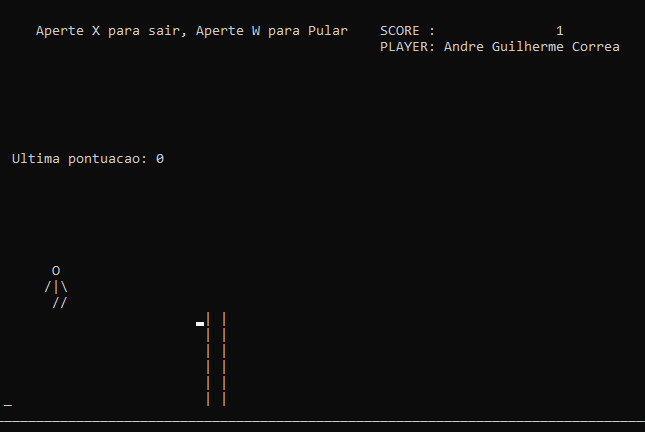 Aperte X para sair, Aperte W para Pular SCORE : 1
PLAYER: Andre Guilherme Correa
Ultima pontuacao: 0